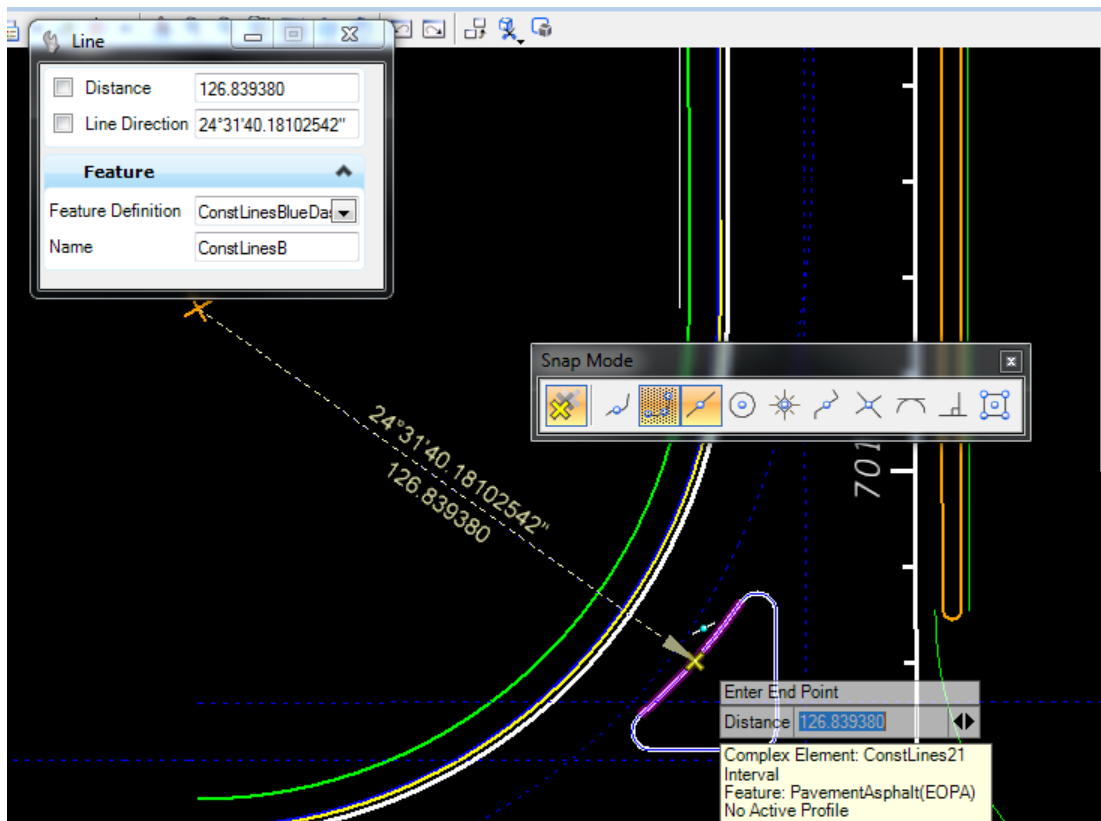 Line
Distance 126.839380
Line Direction 24°31'40.18102542"
Feature
Feature Definition ConstLinesBlueDa
Name ConstLinesB
Snap Mode
24°31'40.18102542"
126.839380
701
Enter End Point
Distance 126.839380
Complex Element: ConstLines21
Interval
Feature: PavementAsphalt(EOPA)
No Active Profile